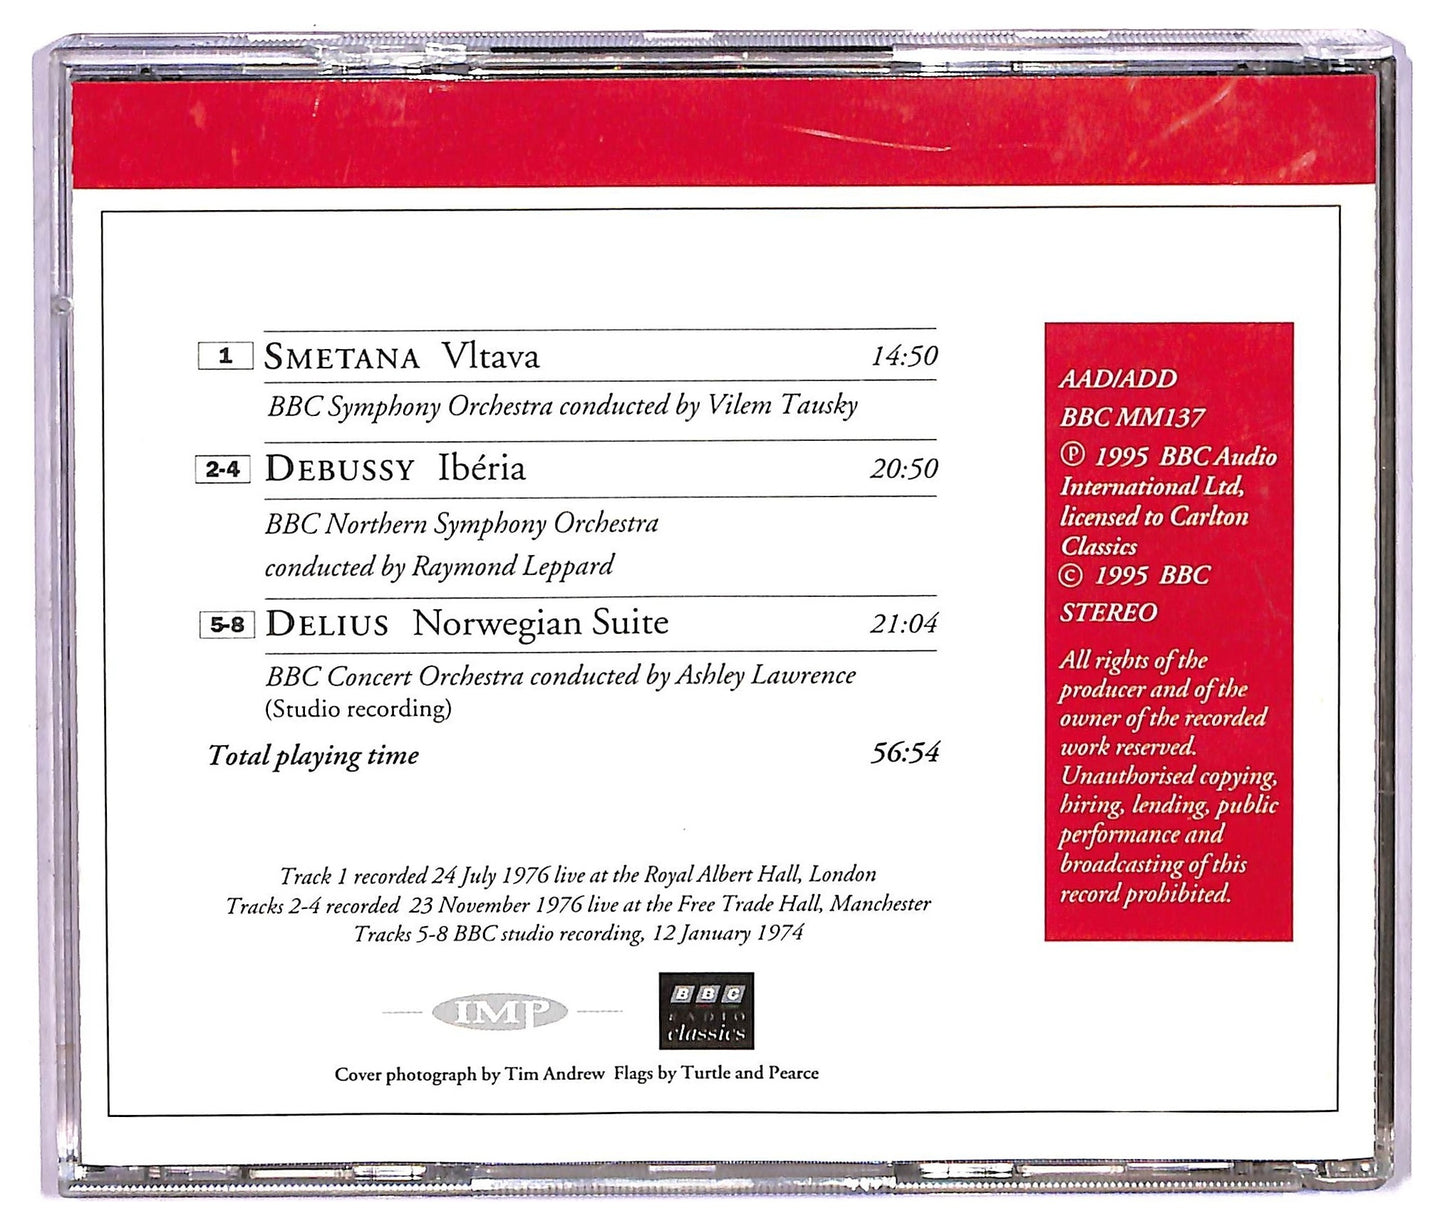 1 SMETANA Vltava 14:50
BBC Symphony Orchestra conducted by Vilem Tausky
2-4 DEBUSSY Ibéria 20:50
BBC Northern Symphony Orchestra
conducted by Raymond Leppard
5-8 DELIUS Norwegian Suite 21:04
BBC Concert Orchestra conducted by Ashley Lawrence
(Studio recording)
Total playing time 56:54
Track 1 recorded 24 July 1976 live at the Royal Albert Hall, London
Tracks 2-4 recorded 23 November 1976 live at the Free Trade Hall, Manchester
Tracks 5-8 BBC studio recording, 12 January 1974
IMP
BBC
RADIO
classics
Cover photograph by Tim Andrew Flags by Turtle and Pearce
AAD/ADD
BBC MM137
℗ 1995 BBC Audio
International Ltd,
licensed to Carlton
Classics
© 1995 BBC
STEREO
All rights of the
producer and of the
owner of the recorded
work reserved.
Unauthorised copying,
hiring, lending, public
performance and
broadcasting of this
record prohibited.